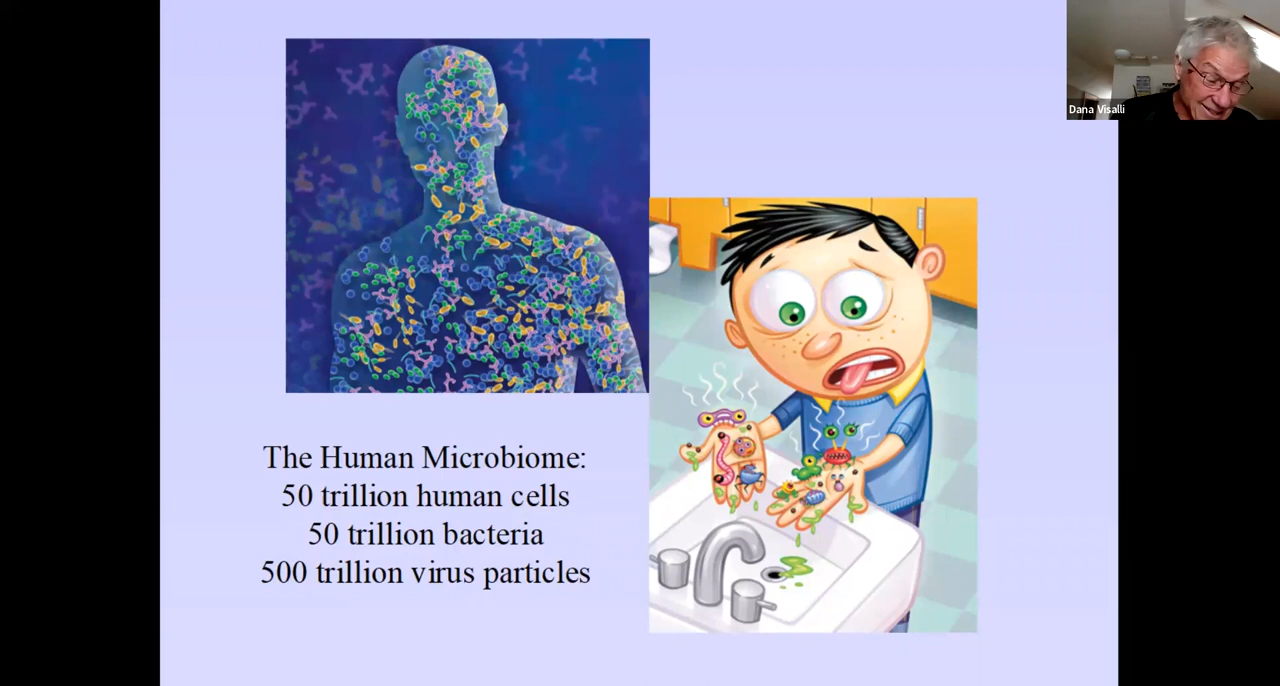 Dana Visalli
The Human Microbiome:
50 trillion human cells
50 trillion bacteria
500 trillion virus particles